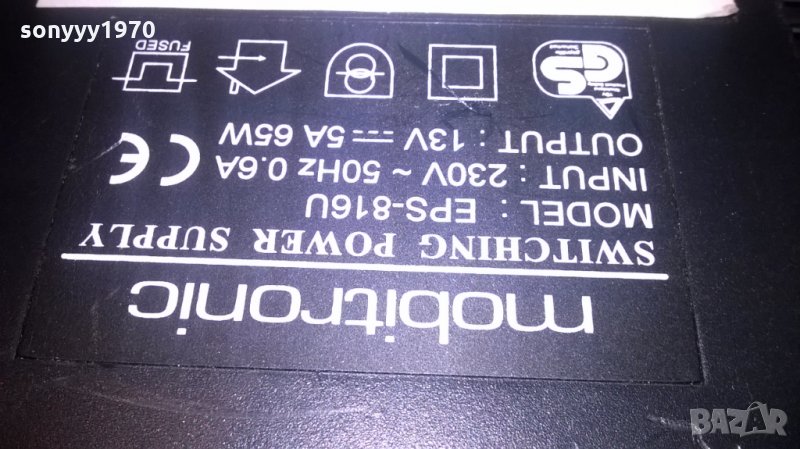 sonyyy1970
mobitronic
SWITCHING POWER SUPPLY
MODEL : EPS-816U
INPUT : 230V ~ 50Hz 0.6A
OUTPUT : 13V ⎓ 5A 65W
CE
GS
FUSED
BAZAR